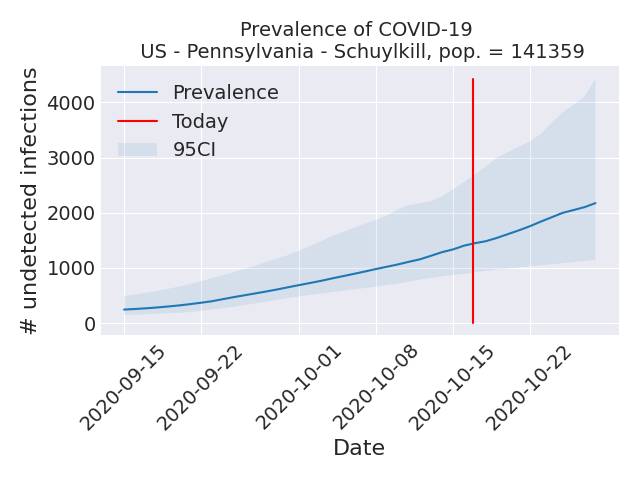 Prevalence of COVID-19
US - Pennsylvania - Schuylkill, pop. = 141359
# undetected infections
4000
3000
2000
1000
0
Prevalence
Today
95CI
2020-09-15
2020-09-22
2020-10-01
2020-10-08
2020-10-15
2020-10-22
Date